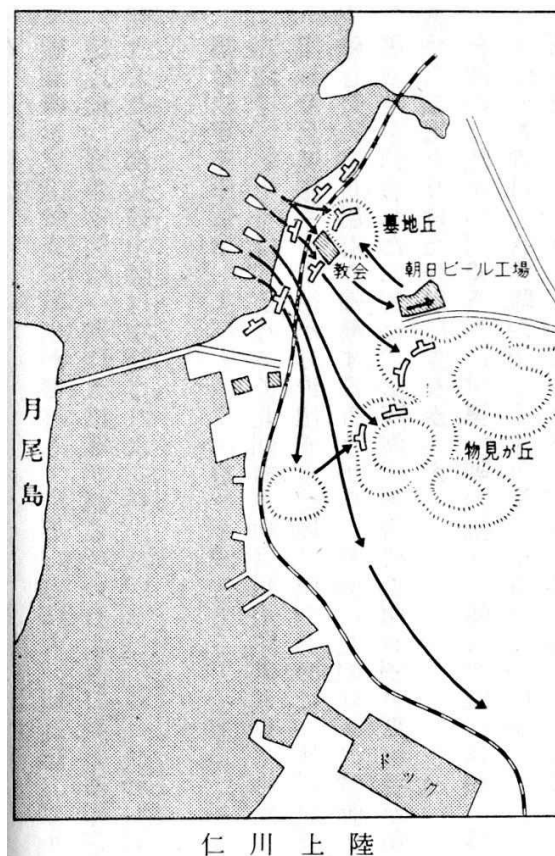 墓地丘
教会
朝日ビール工場
月尾島
物見が丘
ドック
仁川上陸